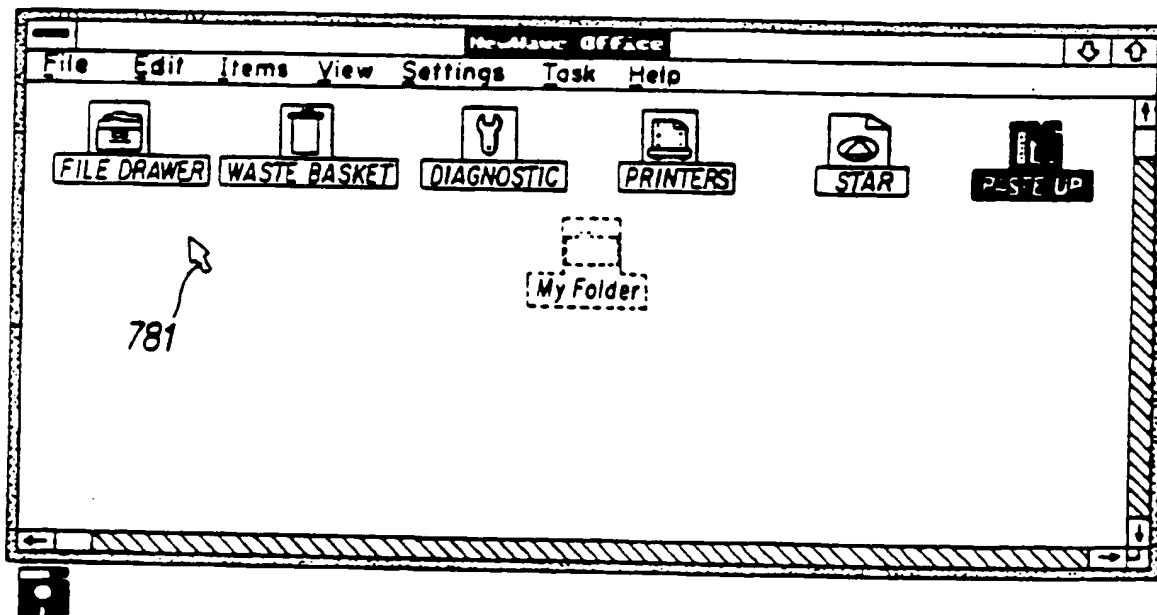 NewWave Office
File Edit Items View Settings Task Help
FILE DRAWER WASTE BASKET DIAGNOSTIC PRINTERS STAR PASTE UP
My Folder
781